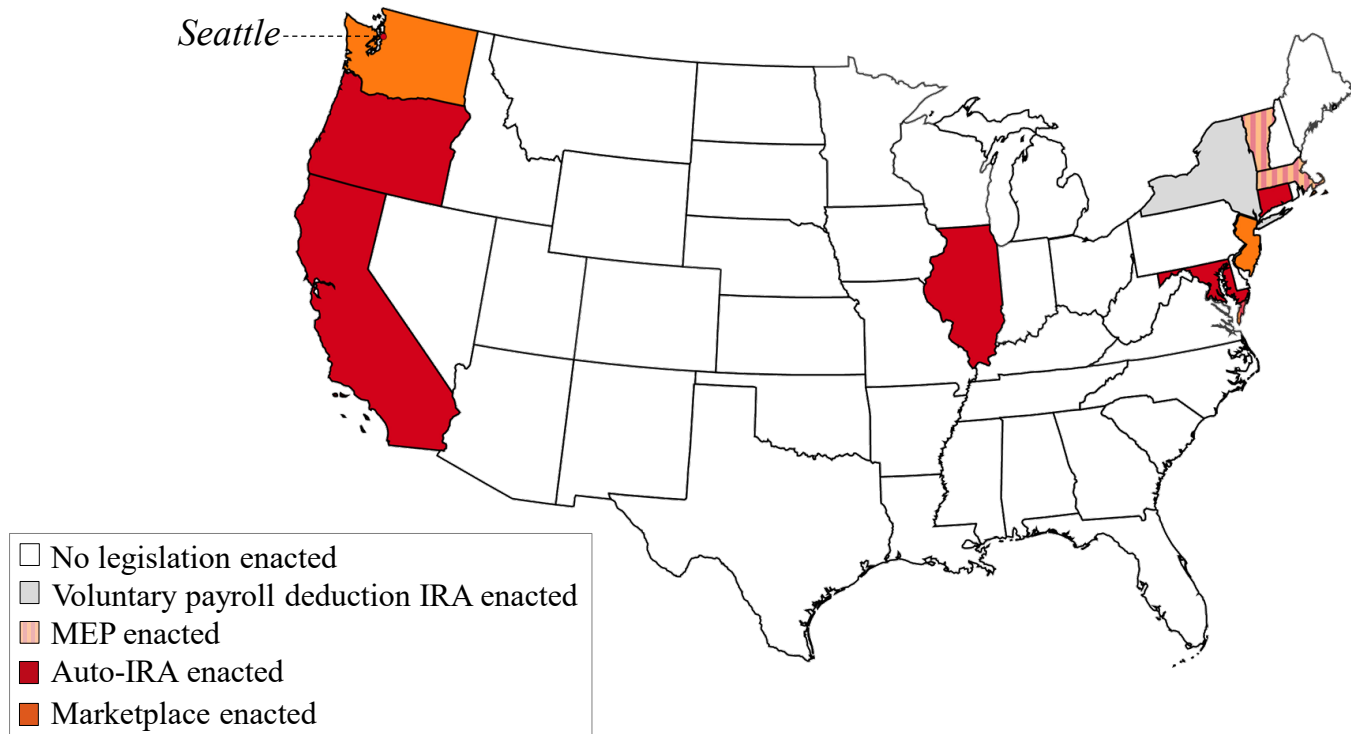 Seattle
No legislation enacted
Voluntary payroll deduction IRA enacted
MEP enacted
Auto-IRA enacted
Marketplace enacted